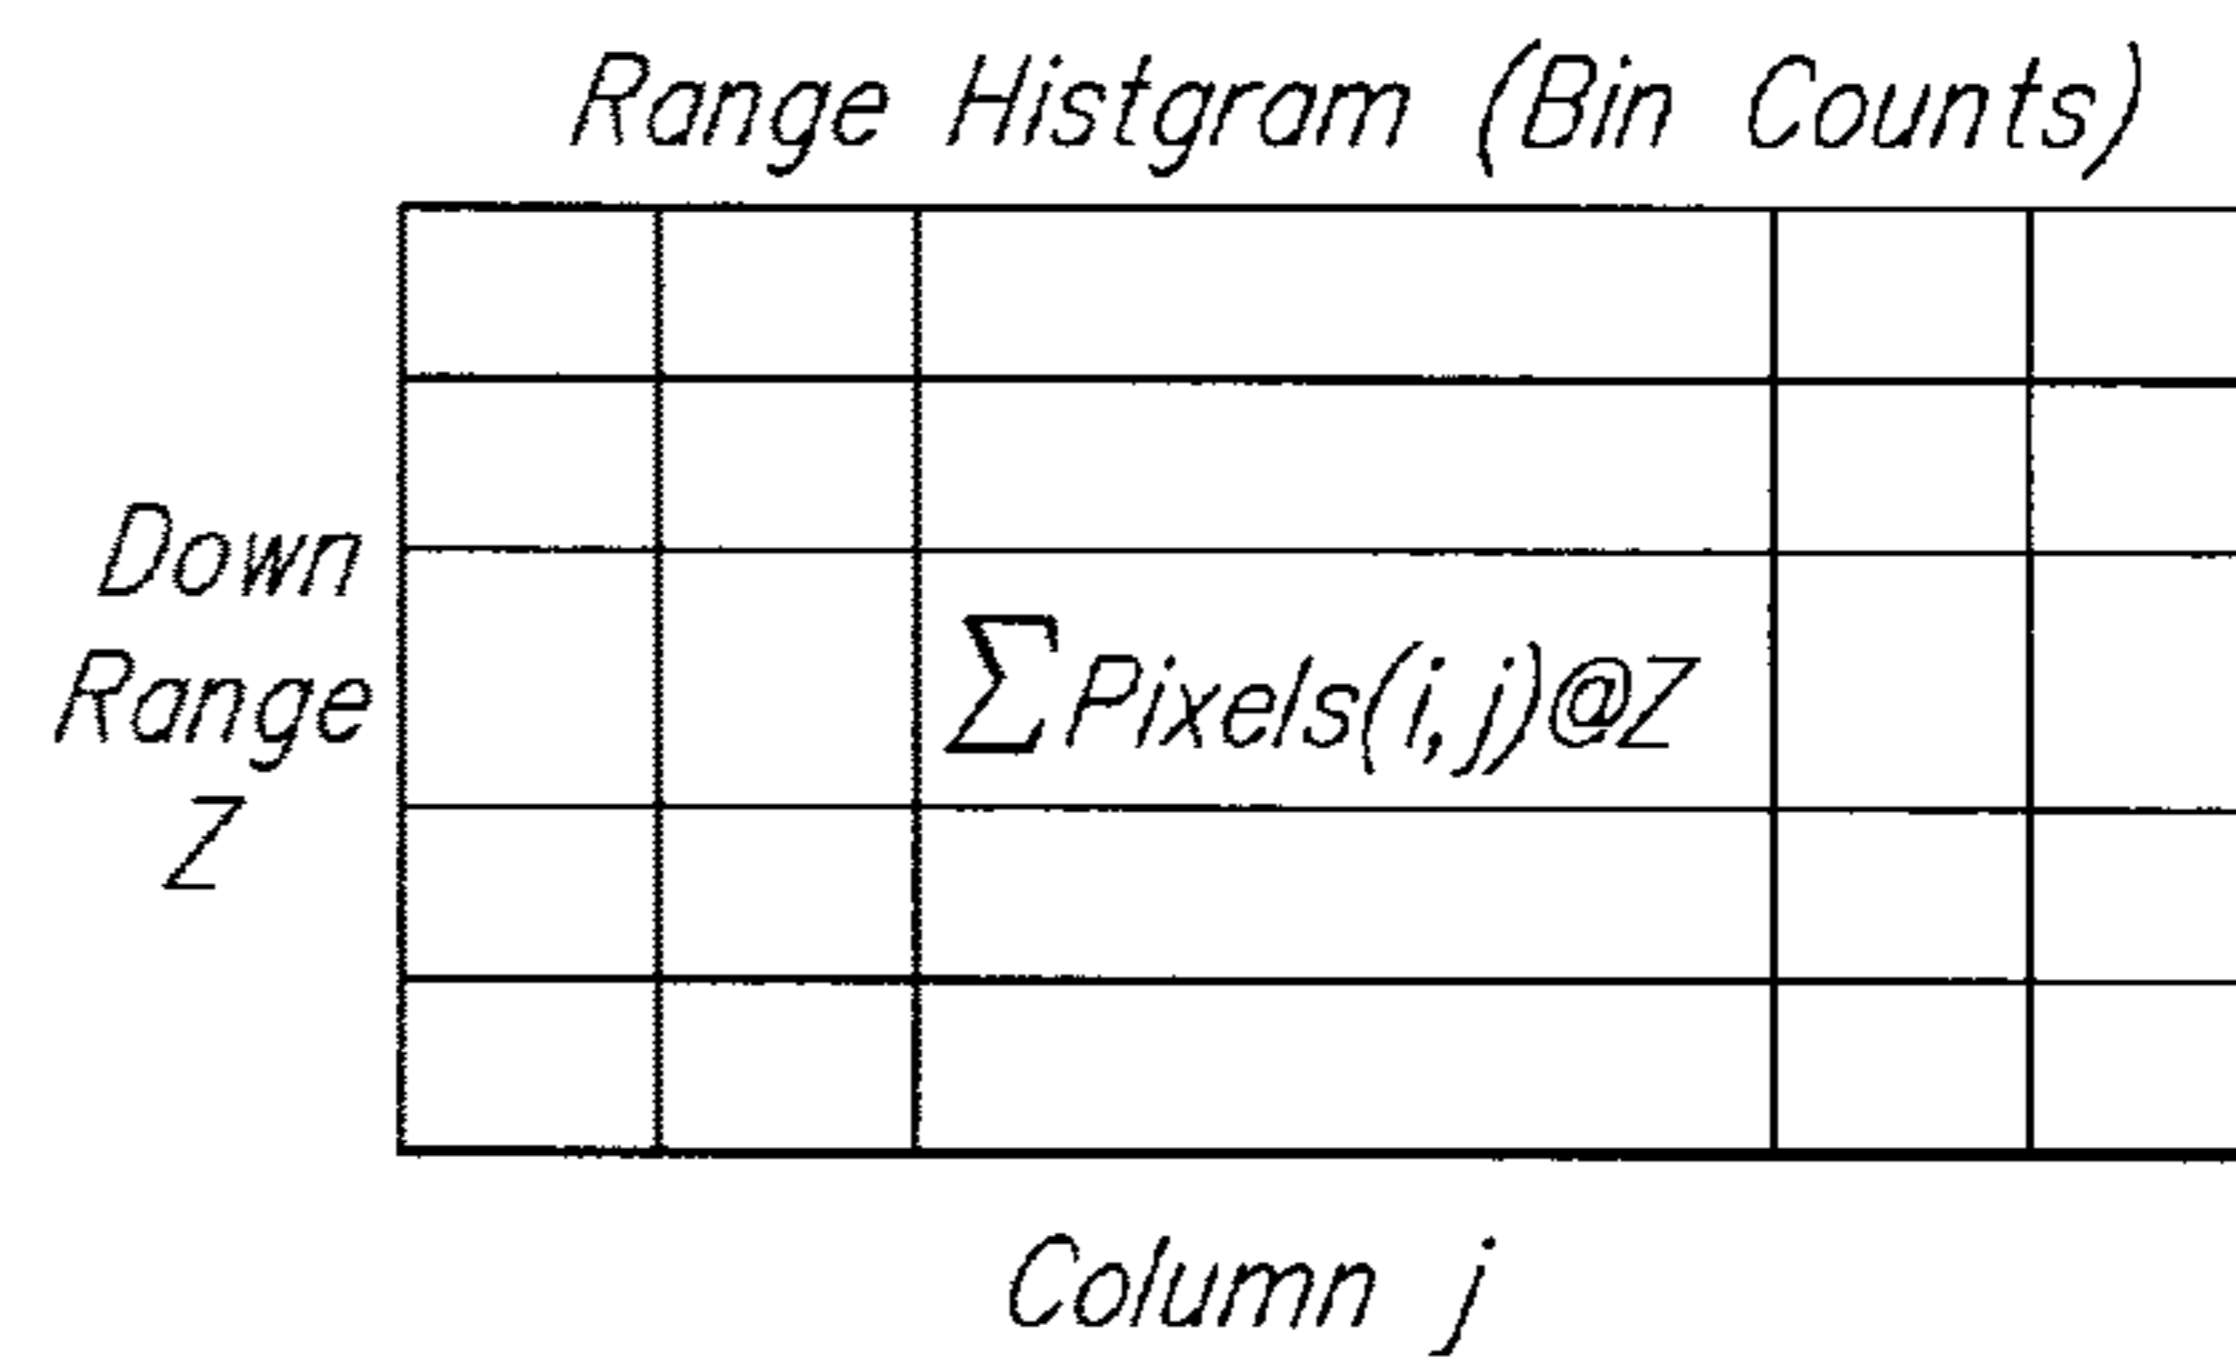 Range Histgram (Bin Counts)
Down
Range
Z
∑Pixels(i,j)@Z
Column j